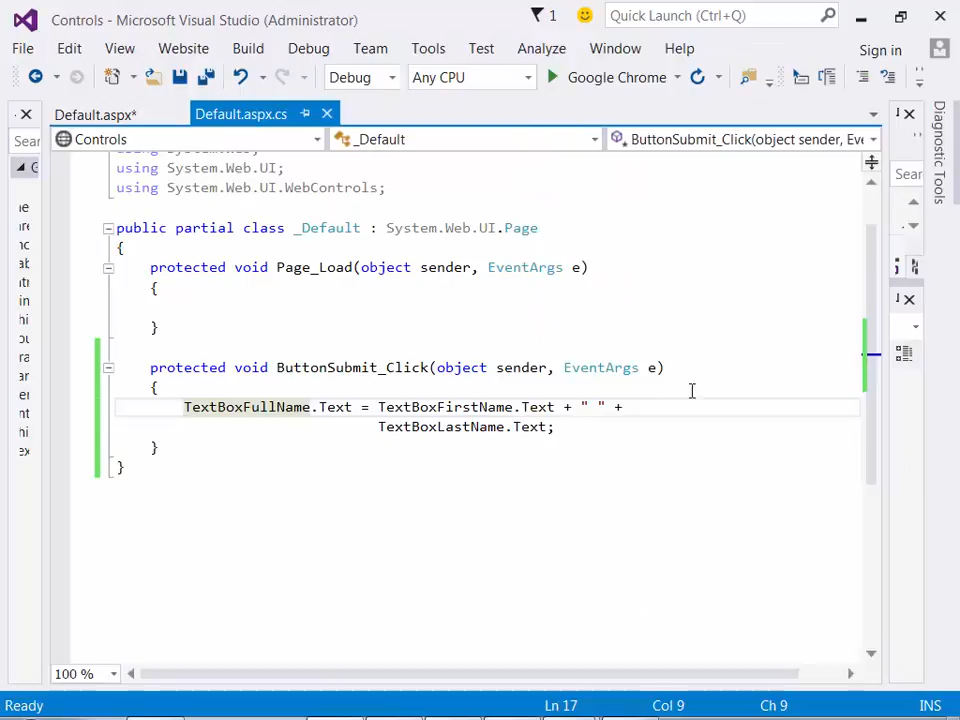 Controls - Microsoft Visual Studio (Administrator)
1
Quick Launch (Ctrl+Q)
File Edit View Website Build Debug Team Tools Test Analyze Window Help
Sign in
Debug Any CPU Google Chrome
Default.aspx* Default.aspx.cs
Controls _Default ButtonSubmit_Click(object sender, Eve
Sear
Sear
Diagnostic Tools
using System.Web.UI;
using System.Web.UI.WebControls;
public partial class _Default : System.Web.UI.Page
{
protected void Page_Load(object sender, EventArgs e)
{
}
protected void ButtonSubmit_Click(object sender, EventArgs e)
{
TextBoxFullName.Text = TextBoxFirstName.Text + " " +
TextBoxLastName.Text;
}
}
100 %
Ready Ln 17 Col 9 Ch 9 INS